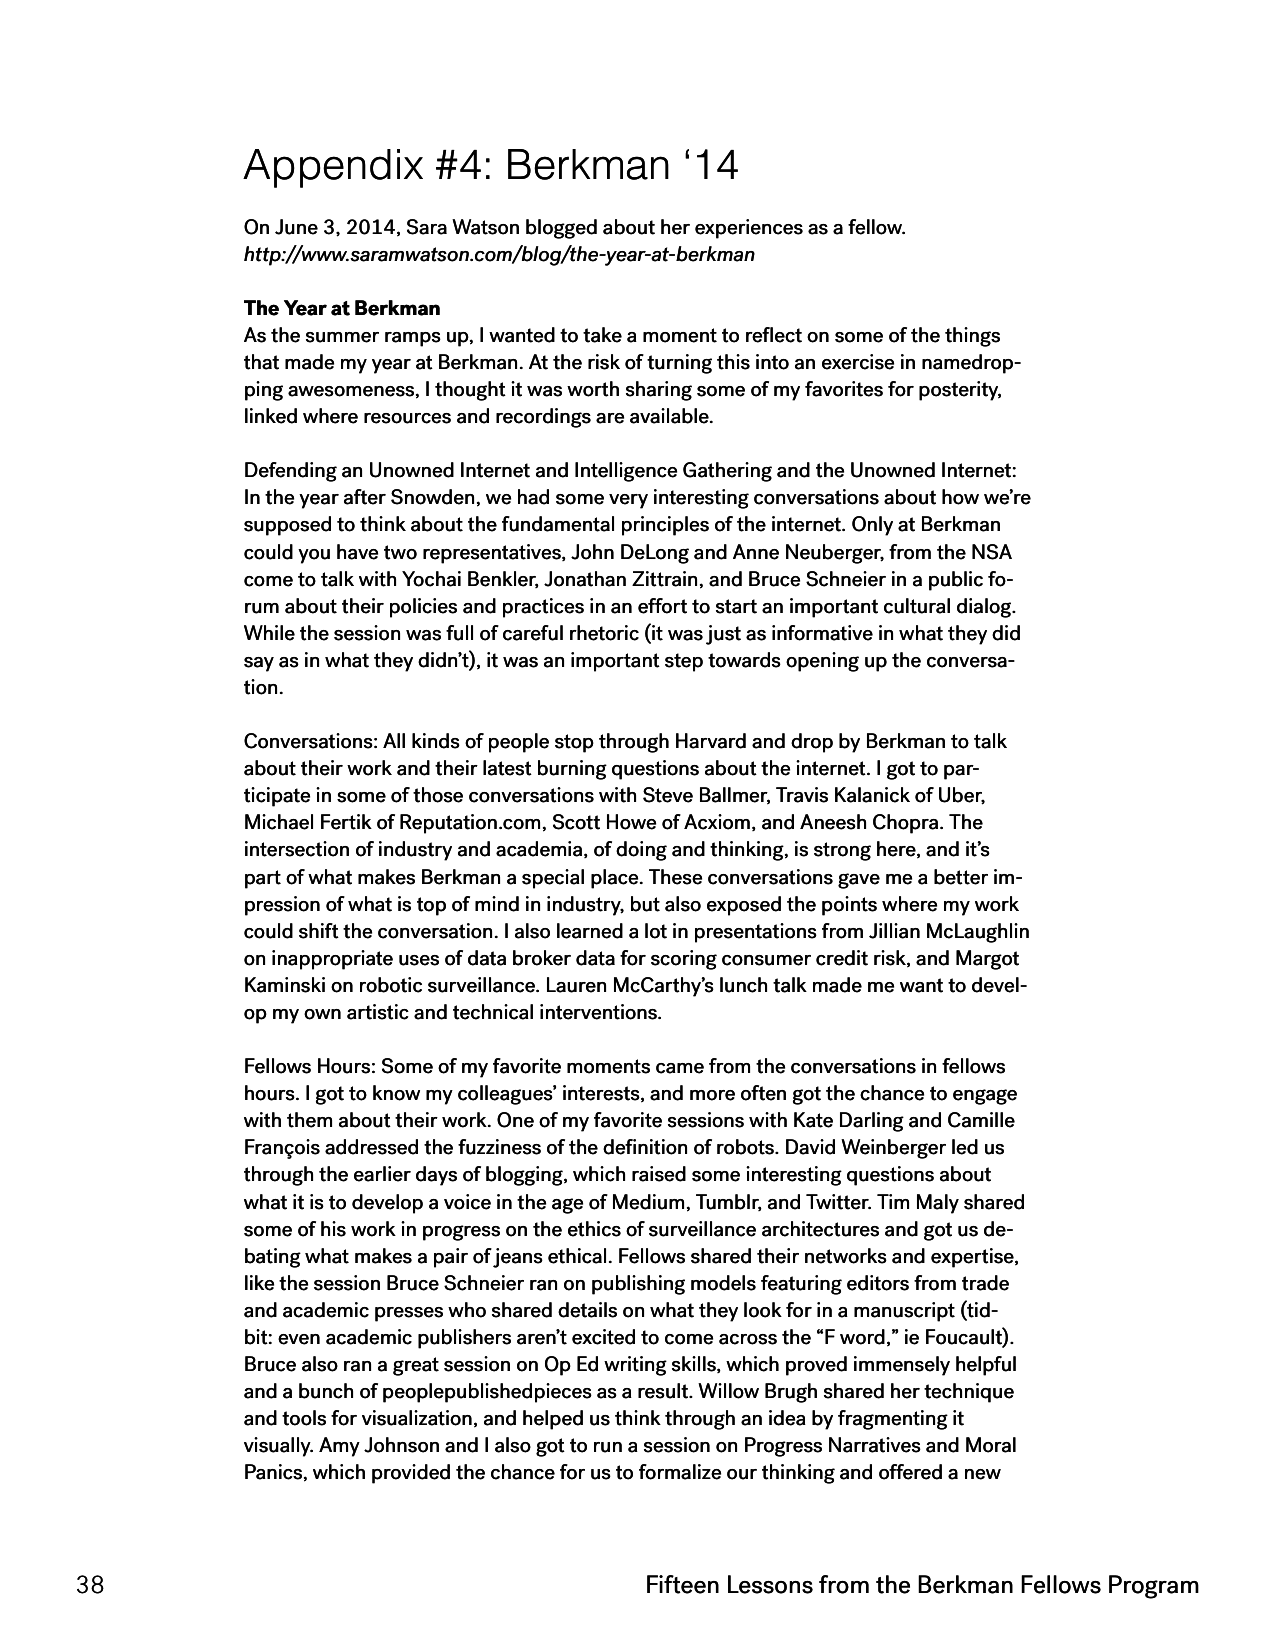 Appendix #4: Berkman ‘14
On June 3, 2014, Sara Watson blogged about her experiences as a fellow.
http://www.saramwatson.com/blog/the-year-at-berkman
The Year at Berkman
As the summer ramps up, I wanted to take a moment to reflect on some of the things
that made my year at Berkman. At the risk of turning this into an exercise in namedrop-
ping awesomeness, I thought it was worth sharing some of my favorites for posterity,
linked where resources and recordings are available.
Defending an Unowned Internet and Intelligence Gathering and the Unowned Internet:
In the year after Snowden, we had some very interesting conversations about how we’re
supposed to think about the fundamental principles of the internet. Only at Berkman
could you have two representatives, John DeLong and Anne Neuberger, from the NSA
come to talk with Yochai Benkler, Jonathan Zittrain, and Bruce Schneier in a public fo-
rum about their policies and practices in an effort to start an important cultural dialog.
While the session was full of careful rhetoric (it was just as informative in what they did
say as in what they didn’t), it was an important step towards opening up the conversa-
tion.
Conversations: All kinds of people stop through Harvard and drop by Berkman to talk
about their work and their latest burning questions about the internet. I got to par-
ticipate in some of those conversations with Steve Ballmer, Travis Kalanick of Uber,
Michael Fertik of Reputation.com, Scott Howe of Acxiom, and Aneesh Chopra. The
intersection of industry and academia, of doing and thinking, is strong here, and it’s
part of what makes Berkman a special place. These conversations gave me a better im-
pression of what is top of mind in industry, but also exposed the points where my work
could shift the conversation. I also learned a lot in presentations from Jillian McLaughlin
on inappropriate uses of data broker data for scoring consumer credit risk, and Margot
Kaminski on robotic surveillance. Lauren McCarthy’s lunch talk made me want to devel-
op my own artistic and technical interventions.
Fellows Hours: Some of my favorite moments came from the conversations in fellows
hours. I got to know my colleagues’ interests, and more often got the chance to engage
with them about their work. One of my favorite sessions with Kate Darling and Camille
François addressed the fuzziness of the definition of robots. David Weinberger led us
through the earlier days of blogging, which raised some interesting questions about
what it is to develop a voice in the age of Medium, Tumblr, and Twitter. Tim Maly shared
some of his work in progress on the ethics of surveillance architectures and got us de-
bating what makes a pair of jeans ethical. Fellows shared their networks and expertise,
like the session Bruce Schneier ran on publishing models featuring editors from trade
and academic presses who shared details on what they look for in a manuscript (tid-
bit: even academic publishers aren’t excited to come across the “F word,” ie Foucault).
Bruce also ran a great session on Op Ed writing skills, which proved immensely helpful
and a bunch of peoplepublishedpieces as a result. Willow Brugh shared her technique
and tools for visualization, and helped us think through an idea by fragmenting it
visually. Amy Johnson and I also got to run a session on Progress Narratives and Moral
Panics, which provided the chance for us to formalize our thinking and offered a new
38
Fifteen Lessons from the Berkman Fellows Program